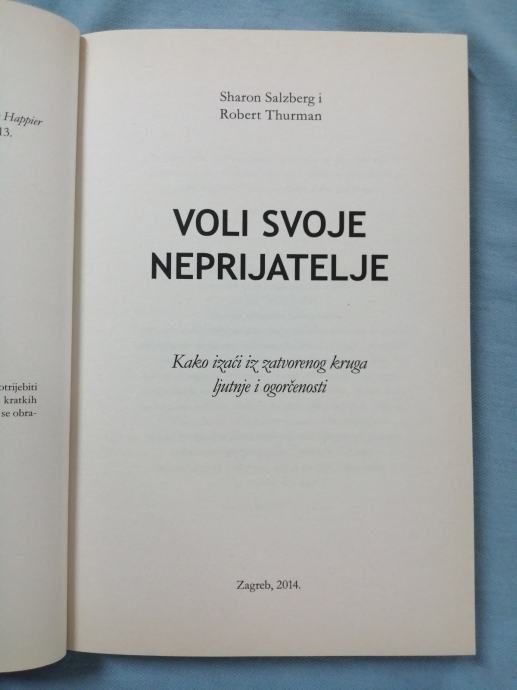 Happier
13.
otrijebiti
kratkih
se obra-
Sharon Salzberg i
Robert Thurman
VOLI SVOJE
NEPRIJATELJE
Kako izaći iz zatvorenog kruga
ljutnje i ogorčenosti
Zagreb, 2014.